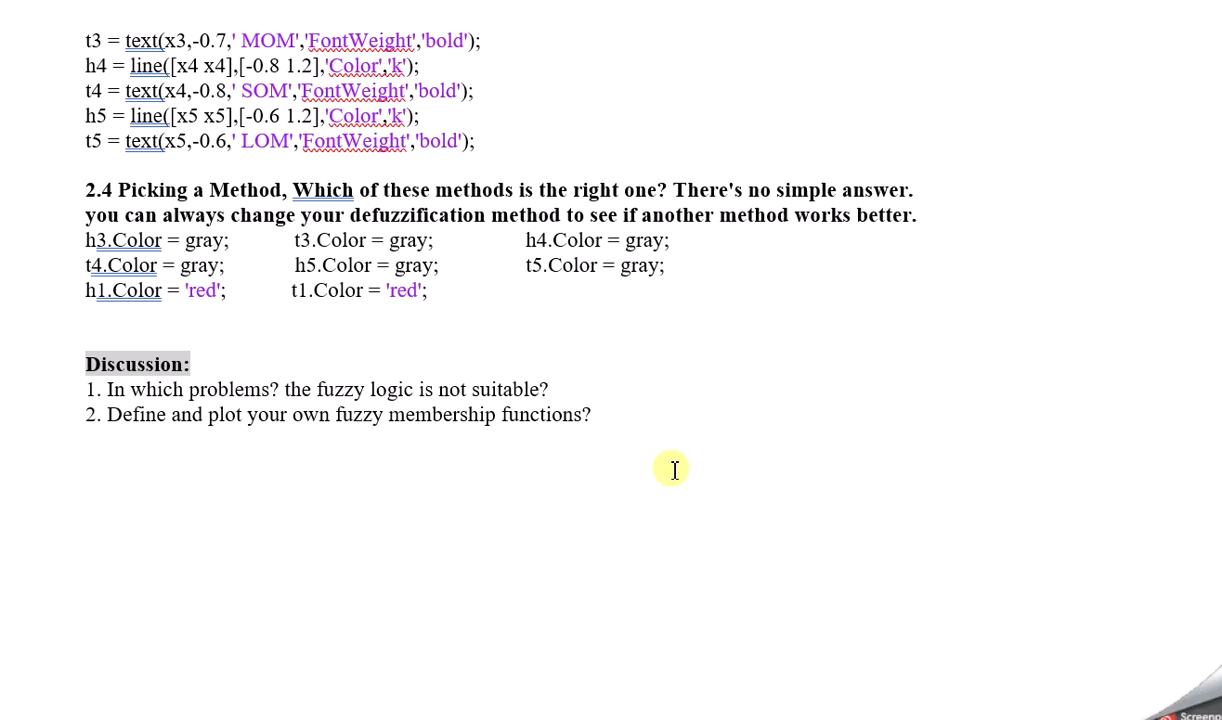 t3 = text(x3,-0.7,' MOM','FontWeight','bold');
h4 = line([x4 x4],[-0.8 1.2],'Color','k');
t4 = text(x4,-0.8,' SOM','FontWeight','bold');
h5 = line([x5 x5],[-0.6 1.2],'Color','k');
t5 = text(x5,-0.6,' LOM','FontWeight','bold');
2.4 Picking a Method, Which of these methods is the right one? There's no simple answer.
you can always change your defuzzification method to see if another method works better.
h3.Color = gray; t3.Color = gray; h4.Color = gray;
t4.Color = gray; h5.Color = gray; t5.Color = gray;
h1.Color = 'red'; t1.Color = 'red';
Discussion:
1. In which problems? the fuzzy logic is not suitable?
2. Define and plot your own fuzzy membership functions?